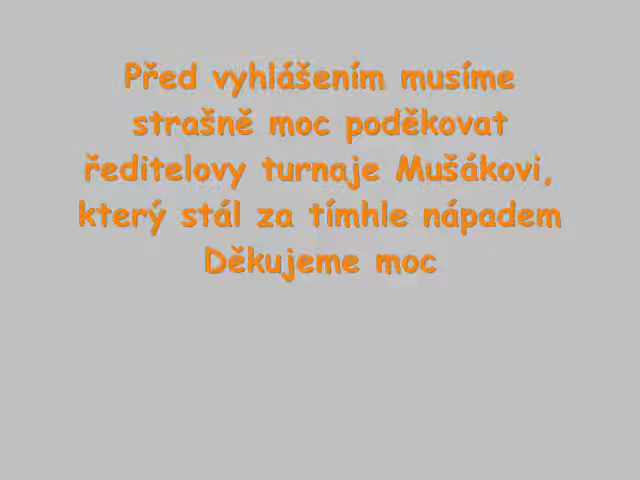 Před vyhlášením musíme
strašně moc poděkovat
ředitelovy turnaje Mušákovi,
který stál za tímhle nápadem
Děkujeme moc